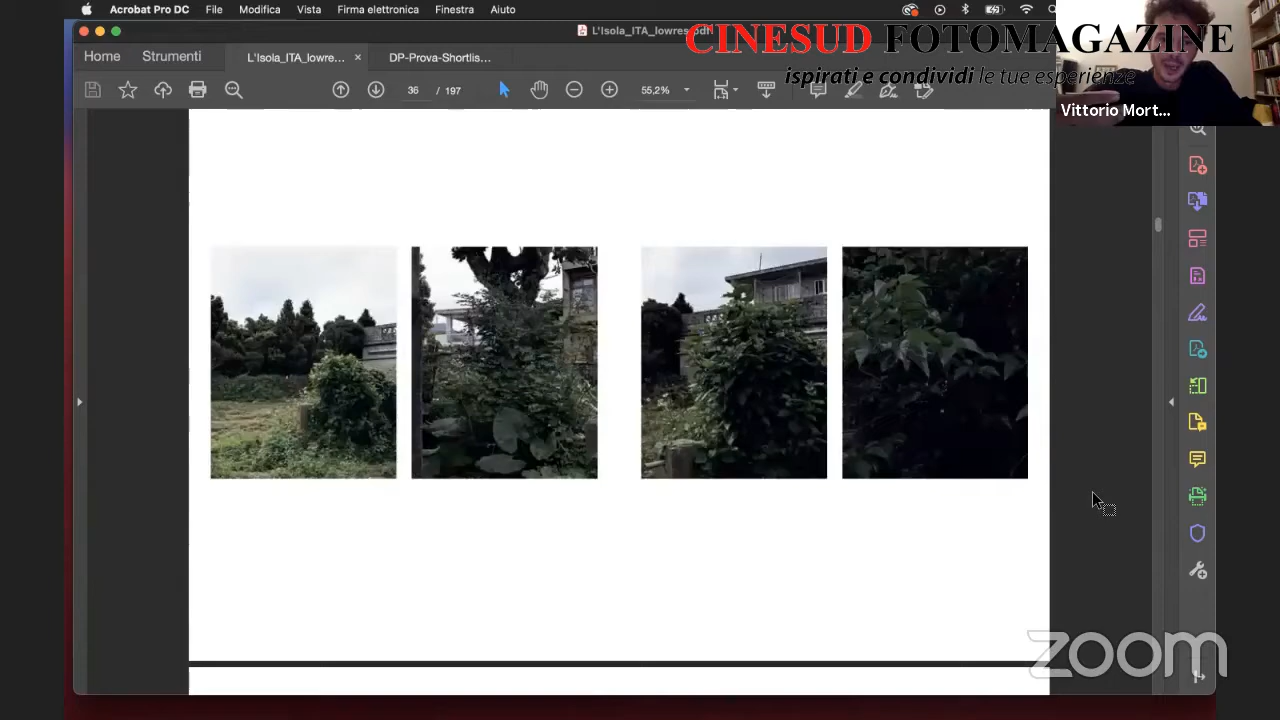 Acrobat Pro DC File Modifica Vista Firma elettronica Finestra Aiuto
L'Isola_ITA_lowres.pdf
CINESUD FOTOMAGAZINE
Home Strumenti L'Isola_ITA_lowre... × DP-Prova-Shortlis...
ispirati e condividi le tue esperienze
36 / 197 55,2%
Vittorio Mort...
zoom